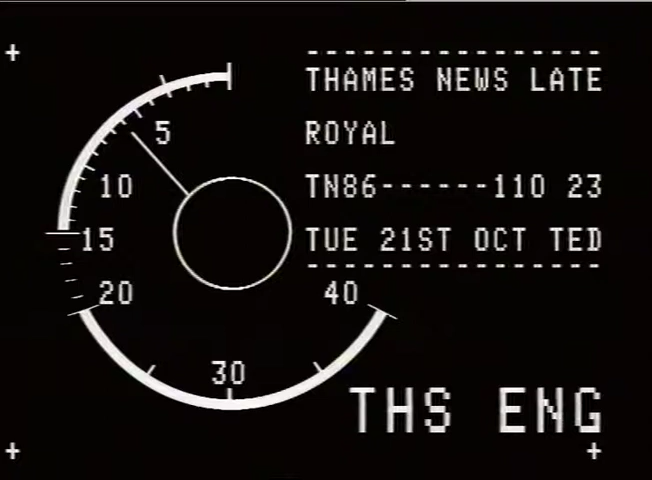 THAMES NEWS LATE
ROYAL
TN86------110 23
TUE 21ST OCT TED
5
10
15
20
30
40
THS ENG